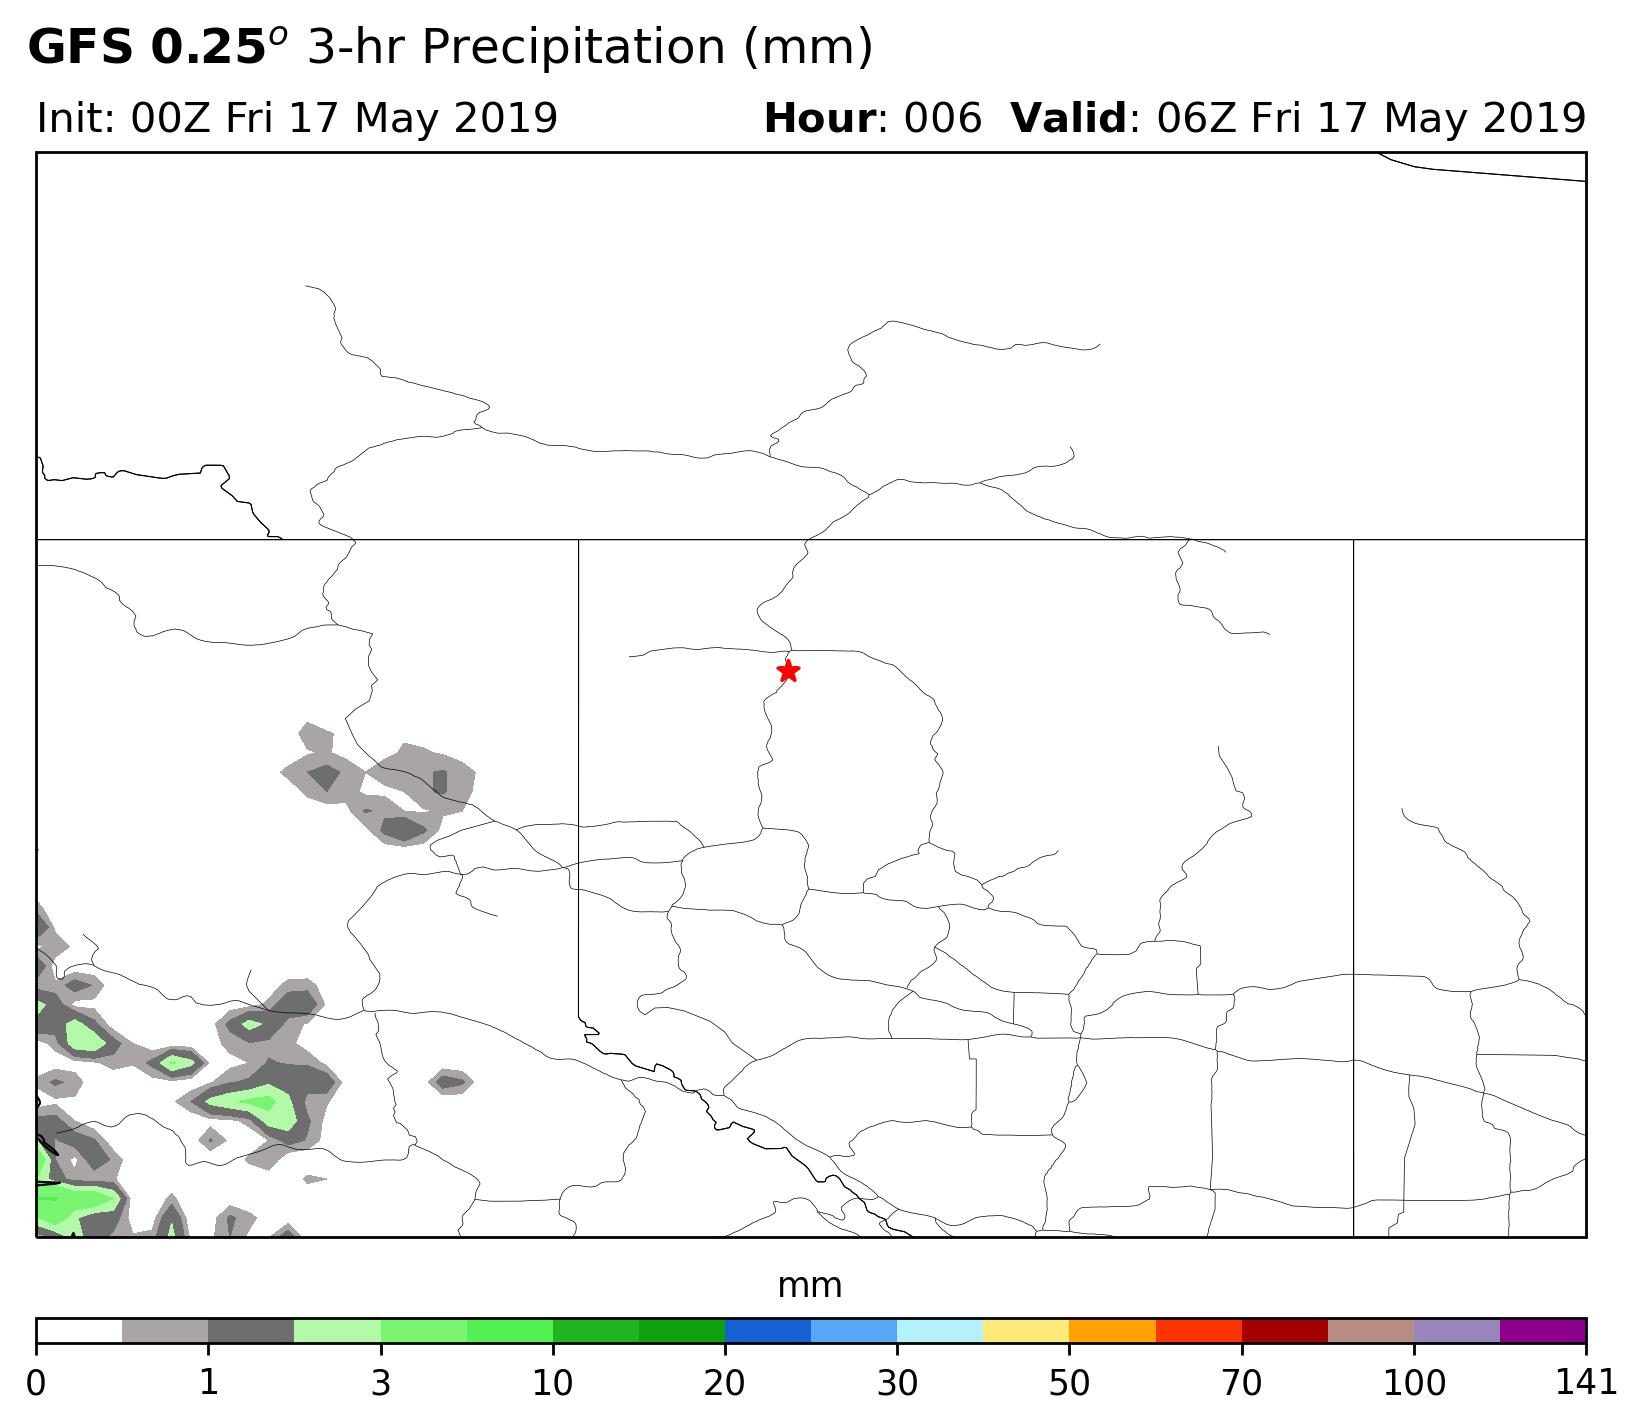 GFS 0.25° 3-hr Precipitation (mm)
Init: 00Z Fri 17 May 2019 Hour: 006 Valid: 06Z Fri 17 May 2019
mm
0 1 3 10 20 30 50 70 100 141